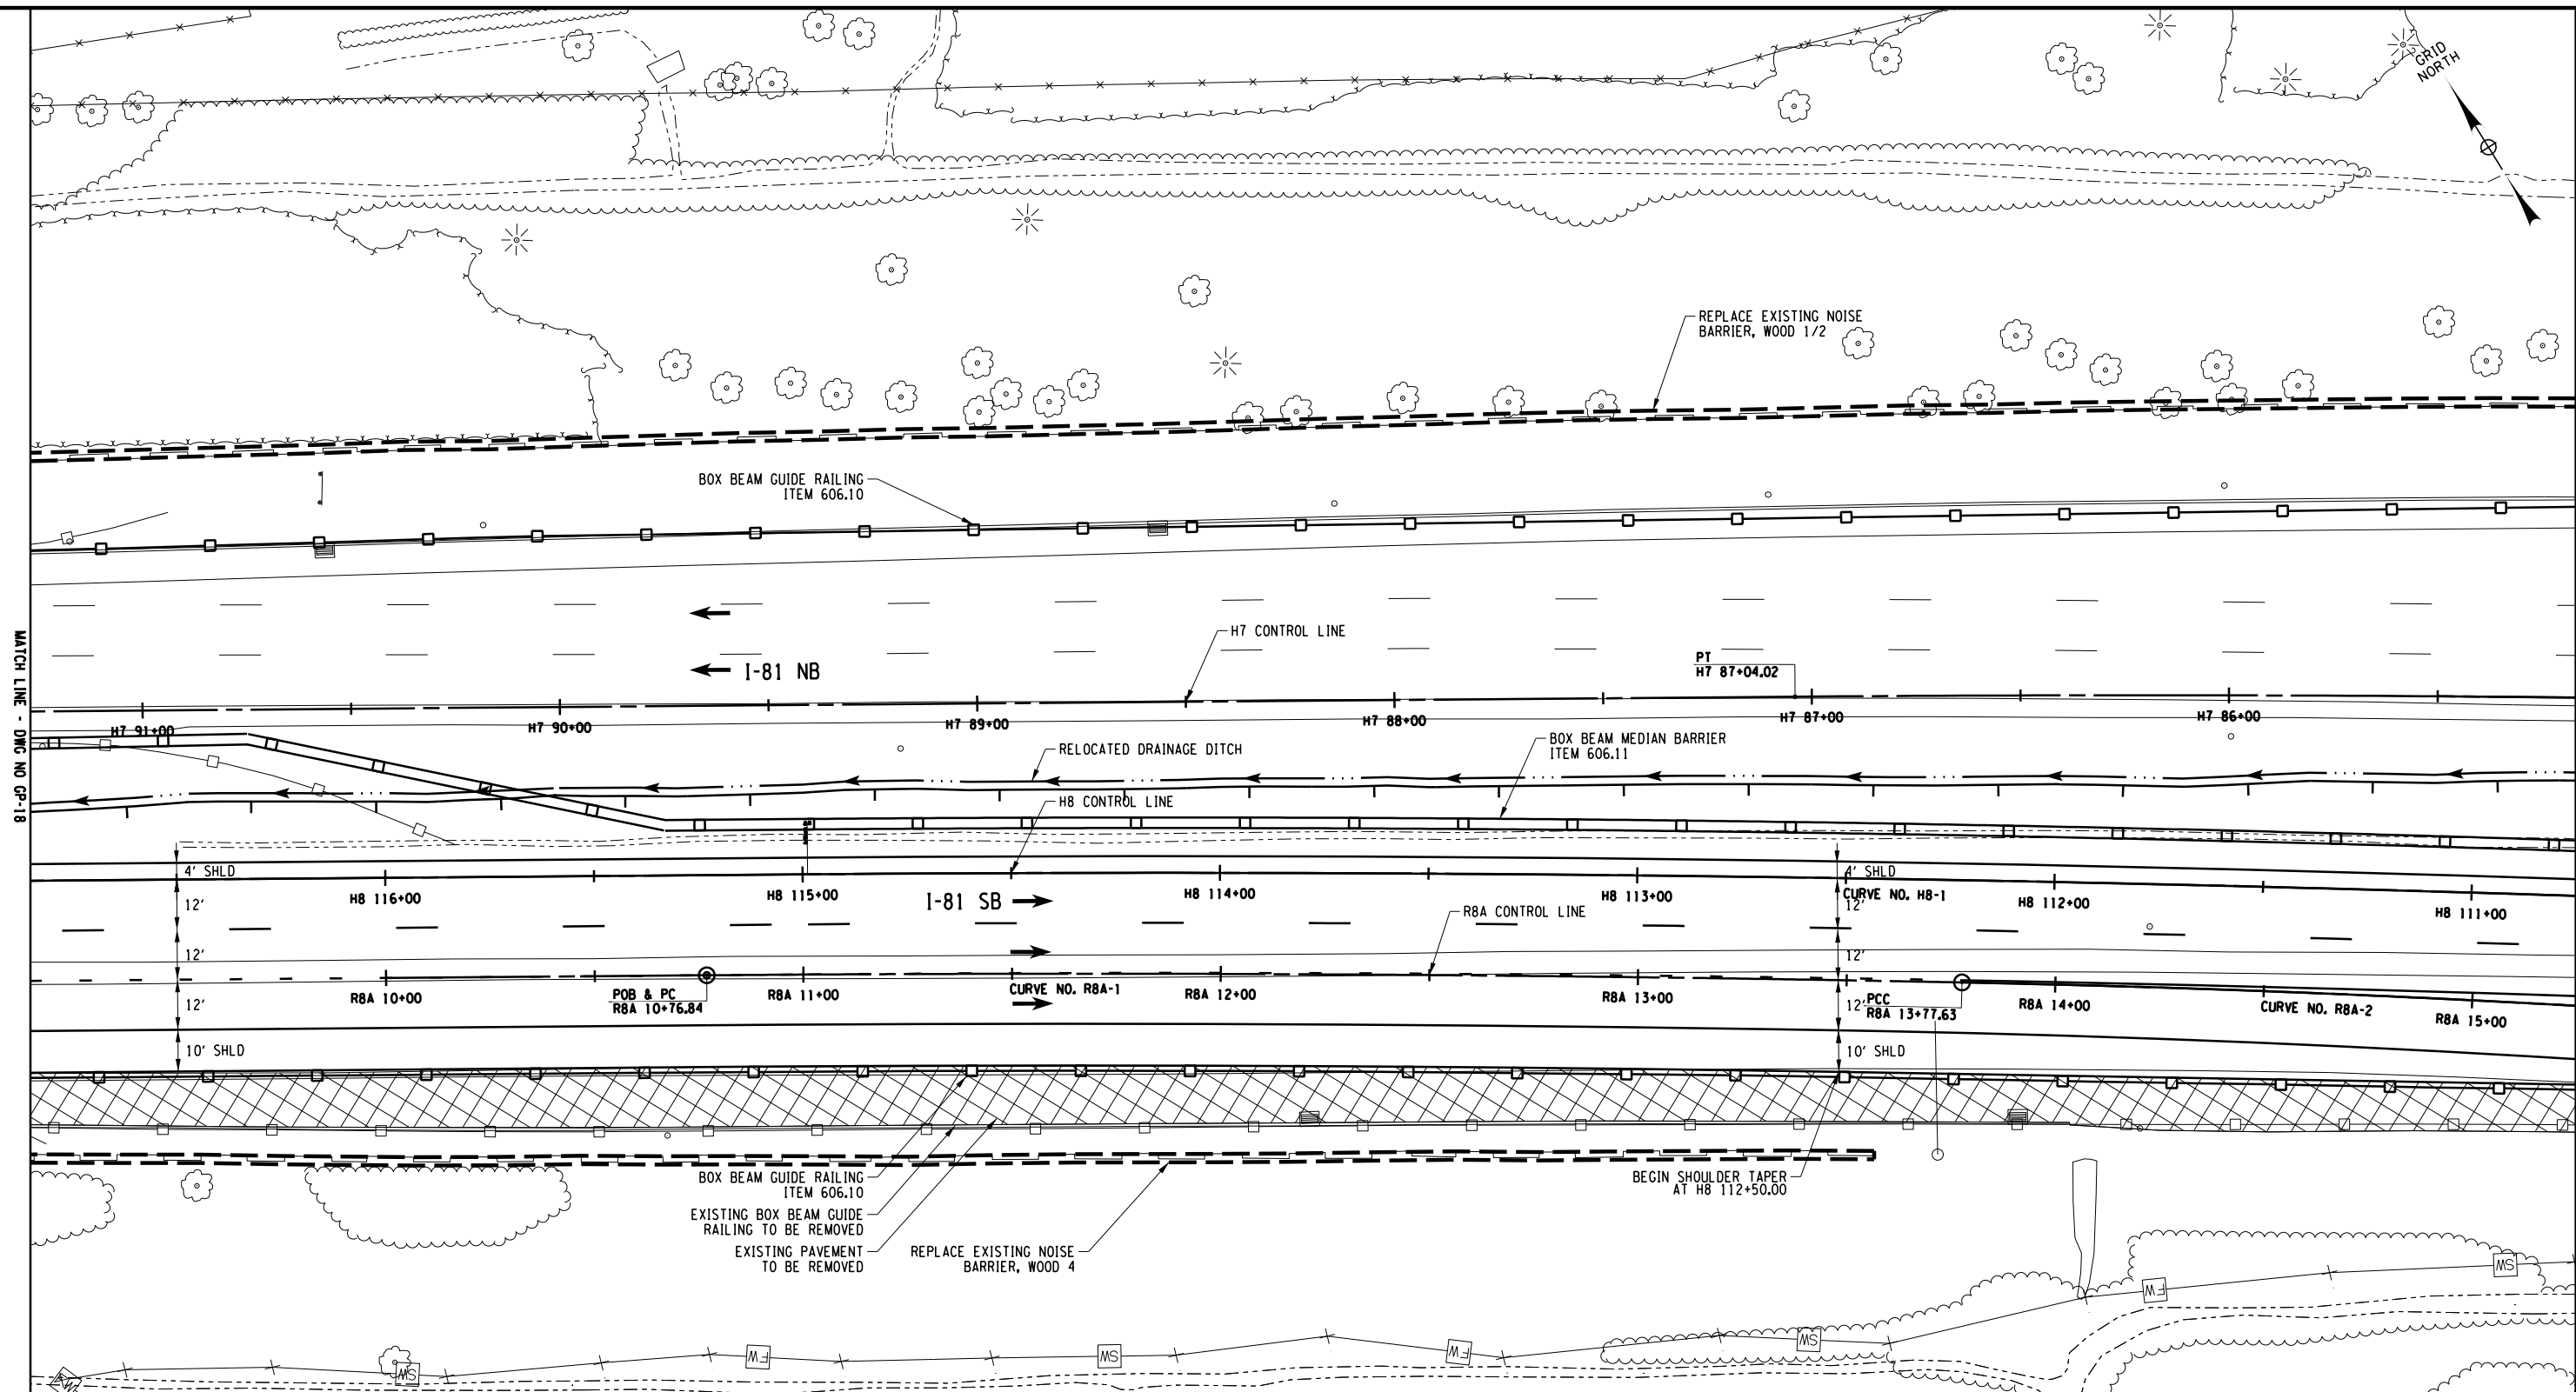 GRID
NORTH
REPLACE EXISTING NOISE
BARRIER, WOOD 1/2
BOX BEAM GUIDE RAILING
ITEM 606.10
H7 CONTROL LINE
PT
H7 87+04.02
I-81 NB
H7 91+00
H7 90+00
H7 89+00
H7 88+00
H7 87+00
H7 86+00
MATCH LINE - DWG NO GP-18
RELOCATED DRAINAGE DITCH
BOX BEAM MEDIAN BARRIER
ITEM 606.11
H8 CONTROL LINE
4' SHLD
4' SHLD
H8 116+00
H8 115+00
H8 114+00
H8 113+00
CURVE NO. H8-1
H8 112+00
H8 111+00
12'
I-81 SB
12'
R8A CONTROL LINE
12'
12'
R8A 10+00
POB & PC
R8A 10+76.84
R8A 11+00
CURVE NO. R8A-1
R8A 12+00
R8A 13+00
PCC
R8A 13+77.63
R8A 14+00
CURVE NO. R8A-2
R8A 15+00
12'
12'
10' SHLD
10' SHLD
BOX BEAM GUIDE RAILING
ITEM 606.10
BEGIN SHOULDER TAPER
AT H8 112+50.00
EXISTING BOX BEAM GUIDE
RAILING TO BE REMOVED
EXISTING PAVEMENT
TO BE REMOVED
REPLACE EXISTING NOISE
BARRIER, WOOD 4
SW
FW
SW
FW
SW
FW
SW
FW